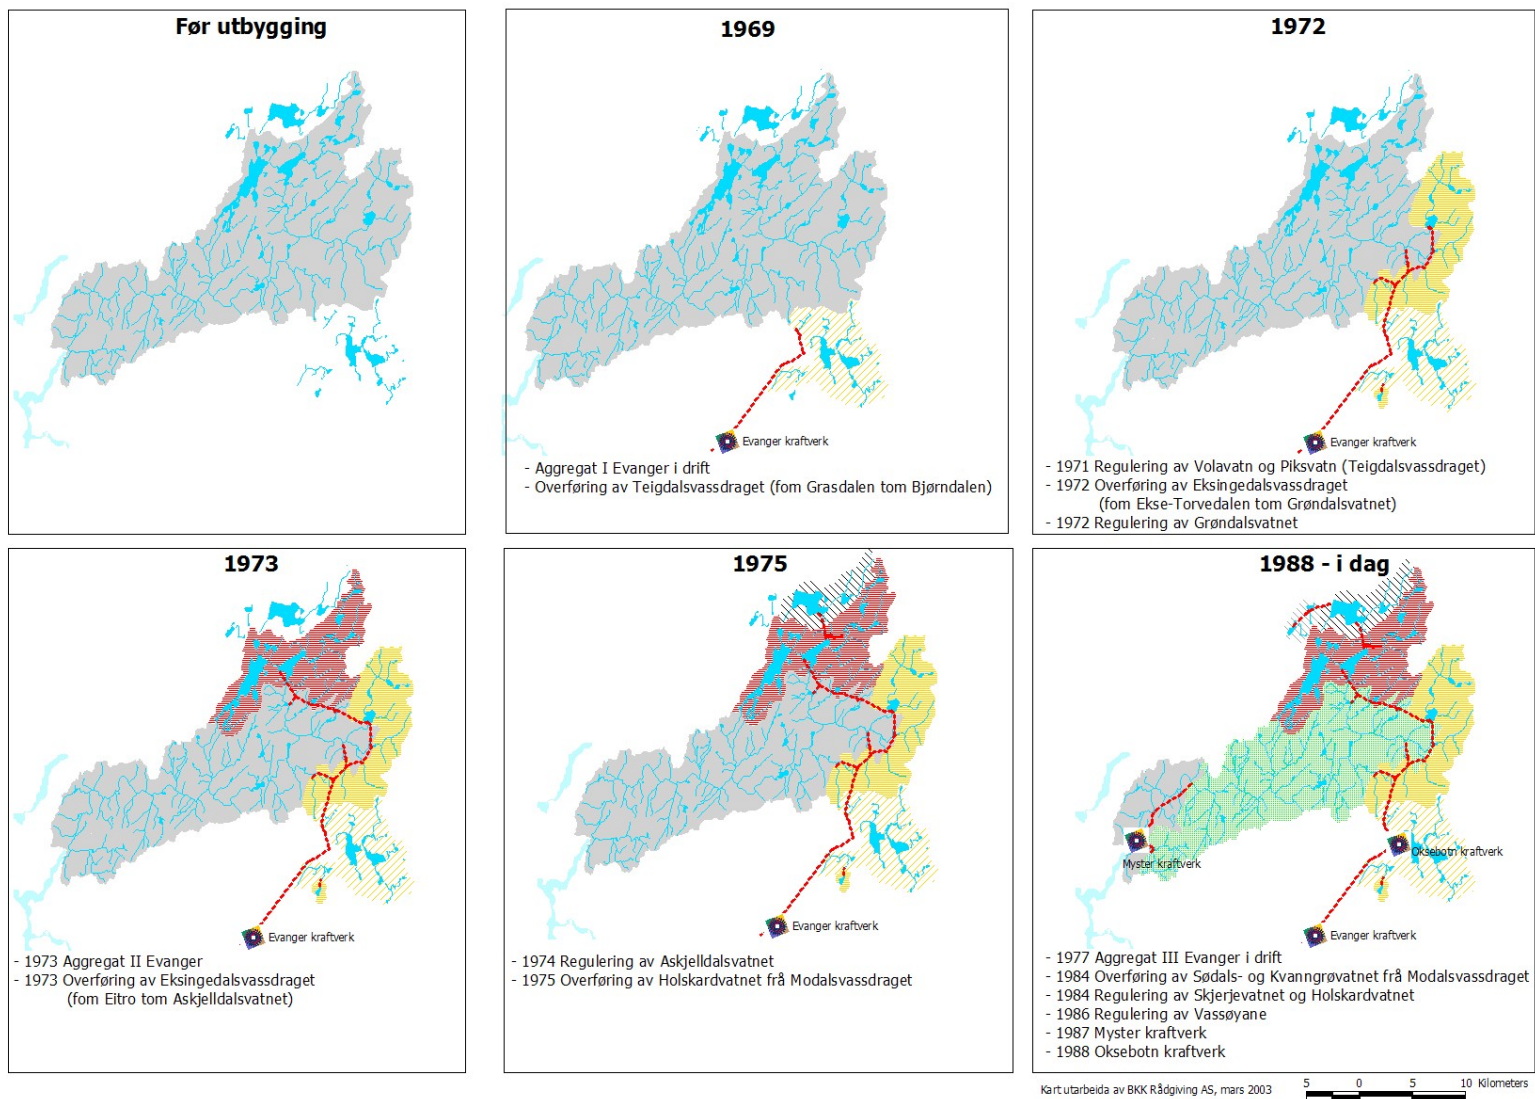 Før utbygging
1969
Evanger kraftverk
- Aggregat I Evanger i drift
- Overføring av Teigdalsvassdraget (fom Grasdalen tom Bjørndalen)
1972
Evanger kraftverk
- 1971 Regulering av Volavatn og Piksvatn (Teigdalsvassdraget)
- 1972 Overføring av Eksingedalsvassdraget
(fom Ekse-Torvedalen tom Grøndalsvatnet)
- 1972 Regulering av Grøndalsvatnet
1973
Evanger kraftverk
- 1973 Aggregat II Evanger
- 1973 Overføring av Eksingedalsvassdraget
(fom Eitro tom Askjelldalsvatnet)
1975
Evanger kraftverk
- 1974 Regulering av Askjelldalsvatnet
- 1975 Overføring av Holskardvatnet frå Modalsvassdraget
1988 - i dag
Oksebotn kraftverk
Myster kraftverk
Evanger kraftverk
- 1977 Aggregat III Evanger i drift
- 1984 Overføring av Sødals- og Kvanngrøvatnet frå Modalsvassdraget
- 1984 Regulering av Skjerjevatnet og Holskardvatnet
- 1986 Regulering av Vassøyane
- 1987 Myster kraftverk
- 1988 Oksebotn kraftverk
Kart utarbeida av BKK Rådgiving AS, mars 2003
5 0 5 10 Kilometers